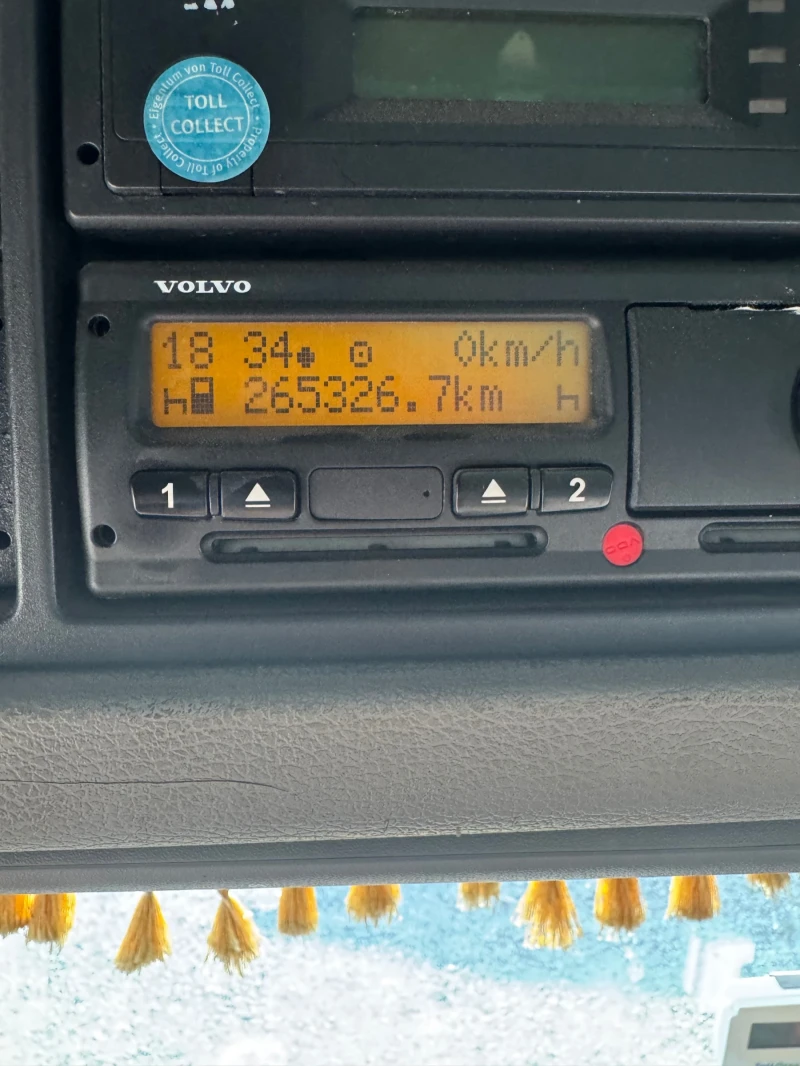 Eigentum von Toll Collect
TOLL
COLLECT
Property of Toll Collect
VOLVO
18 34 0km/h
265326.7km
1
2